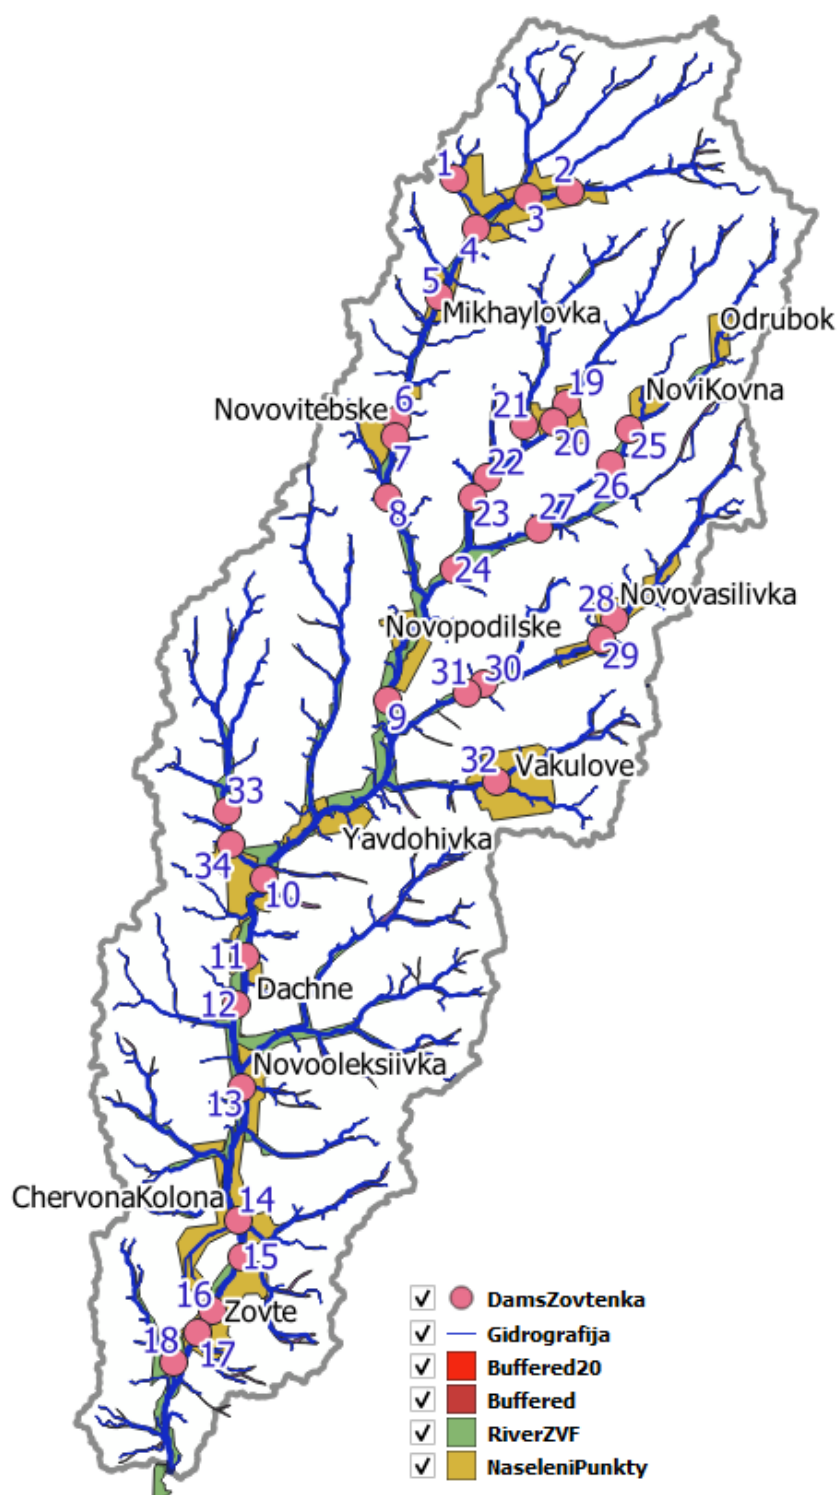 1
2
3
4
5
Mikhaylovka
Odrubok
19
NoviKovna
Novovitebske
6
21
20
25
7
22
26
8
23
27
24
28
Novovasilivka
Novopodilske
29
31
30
9
32
Vakulove
33
Yavdohivka
34
10
11
Dachne
12
Novooleksiivka
13
ChervonaKolona
14
15
16
Zovte
18
17
DamsZovtenka
Gidrografija
Buffered20
Buffered
RiverZVF
NaseleniPunkty